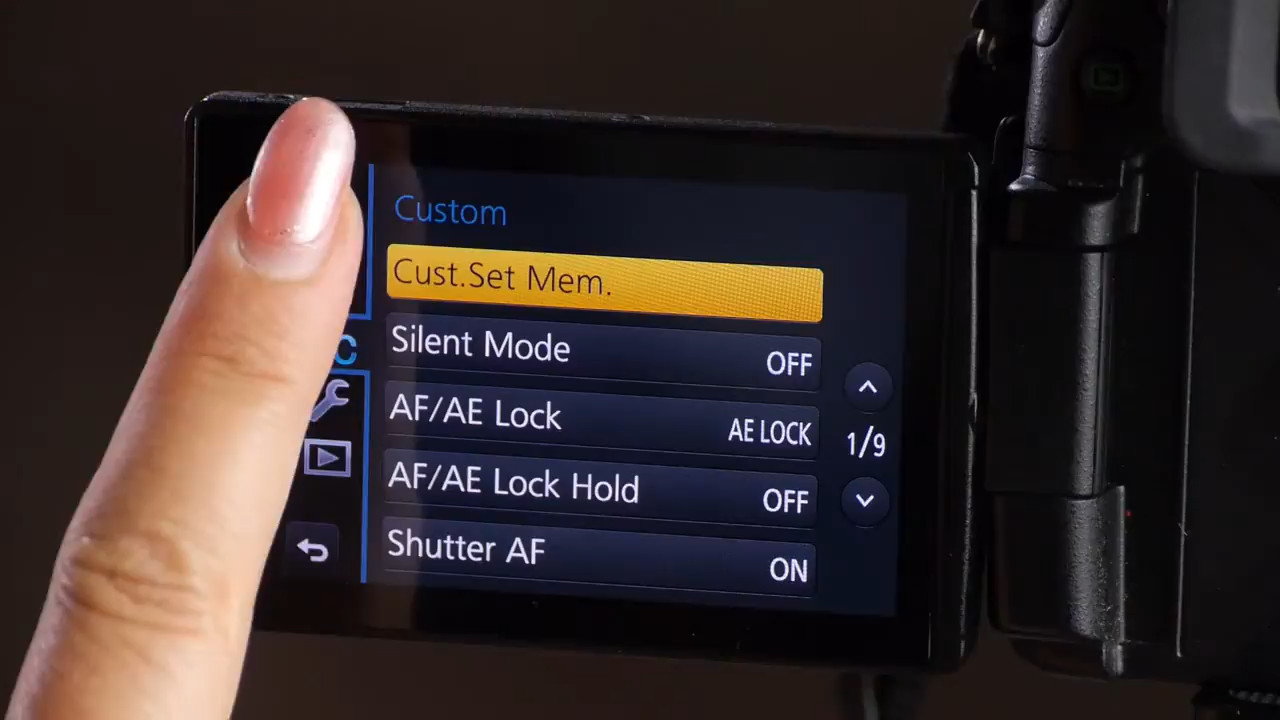 Custom
Cust.Set Mem.
Silent Mode OFF
AF/AE Lock AE LOCK
AF/AE Lock Hold OFF
Shutter AF ON
1/9
C